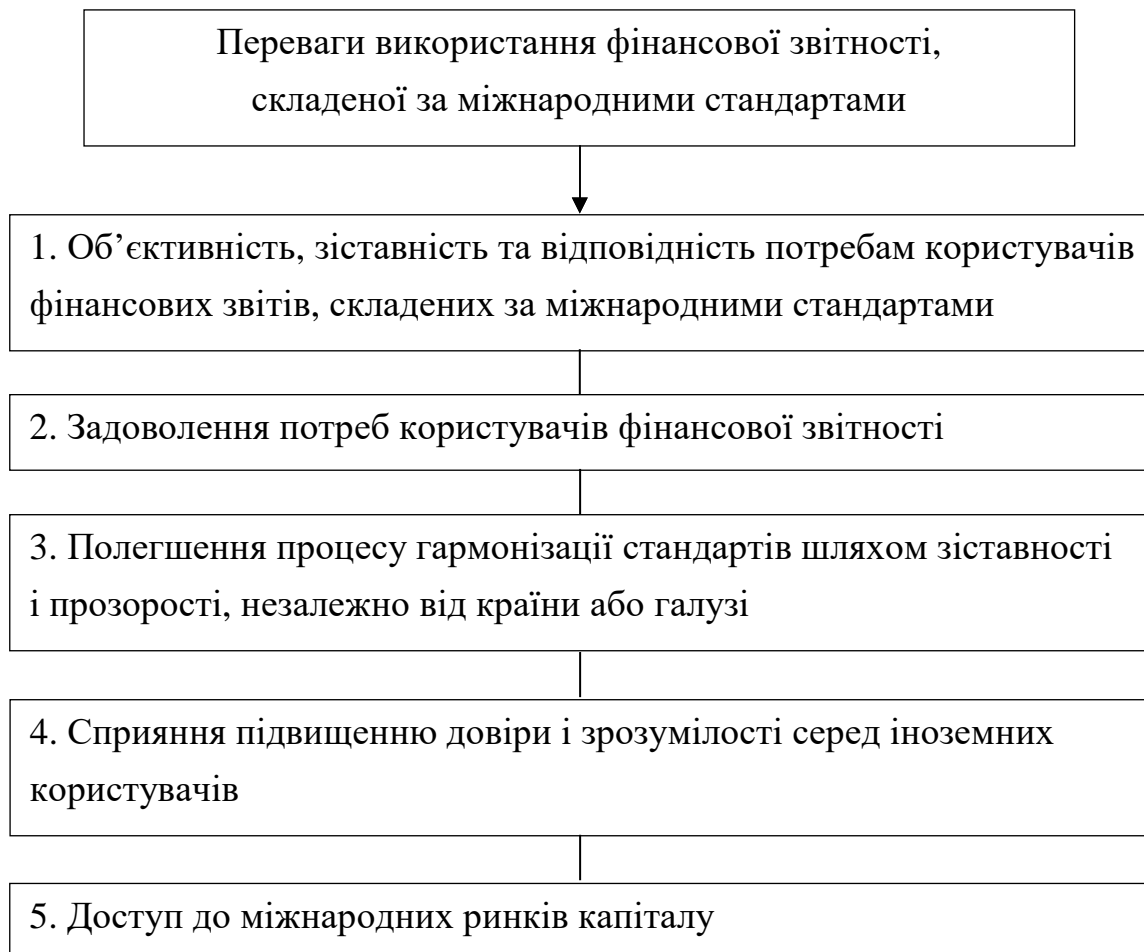 Переваги використання фінансової звітності,
складеної за міжнародними стандартами
1. Об’єктивність, зіставність та відповідність потребам користувачів
фінансових звітів, складених за міжнародними стандартами
2. Задоволення потреб користувачів фінансової звітності
3. Полегшення процесу гармонізації стандартів шляхом зіставності
і прозорості, незалежно від країни або галузі
4. Сприяння підвищенню довіри і зрозумілості серед іноземних
користувачів
5. Доступ до міжнародних ринків капіталу